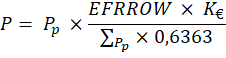 P = P_p × (EFRROW × K_€) / (∑_{P_p} × 0,6363)